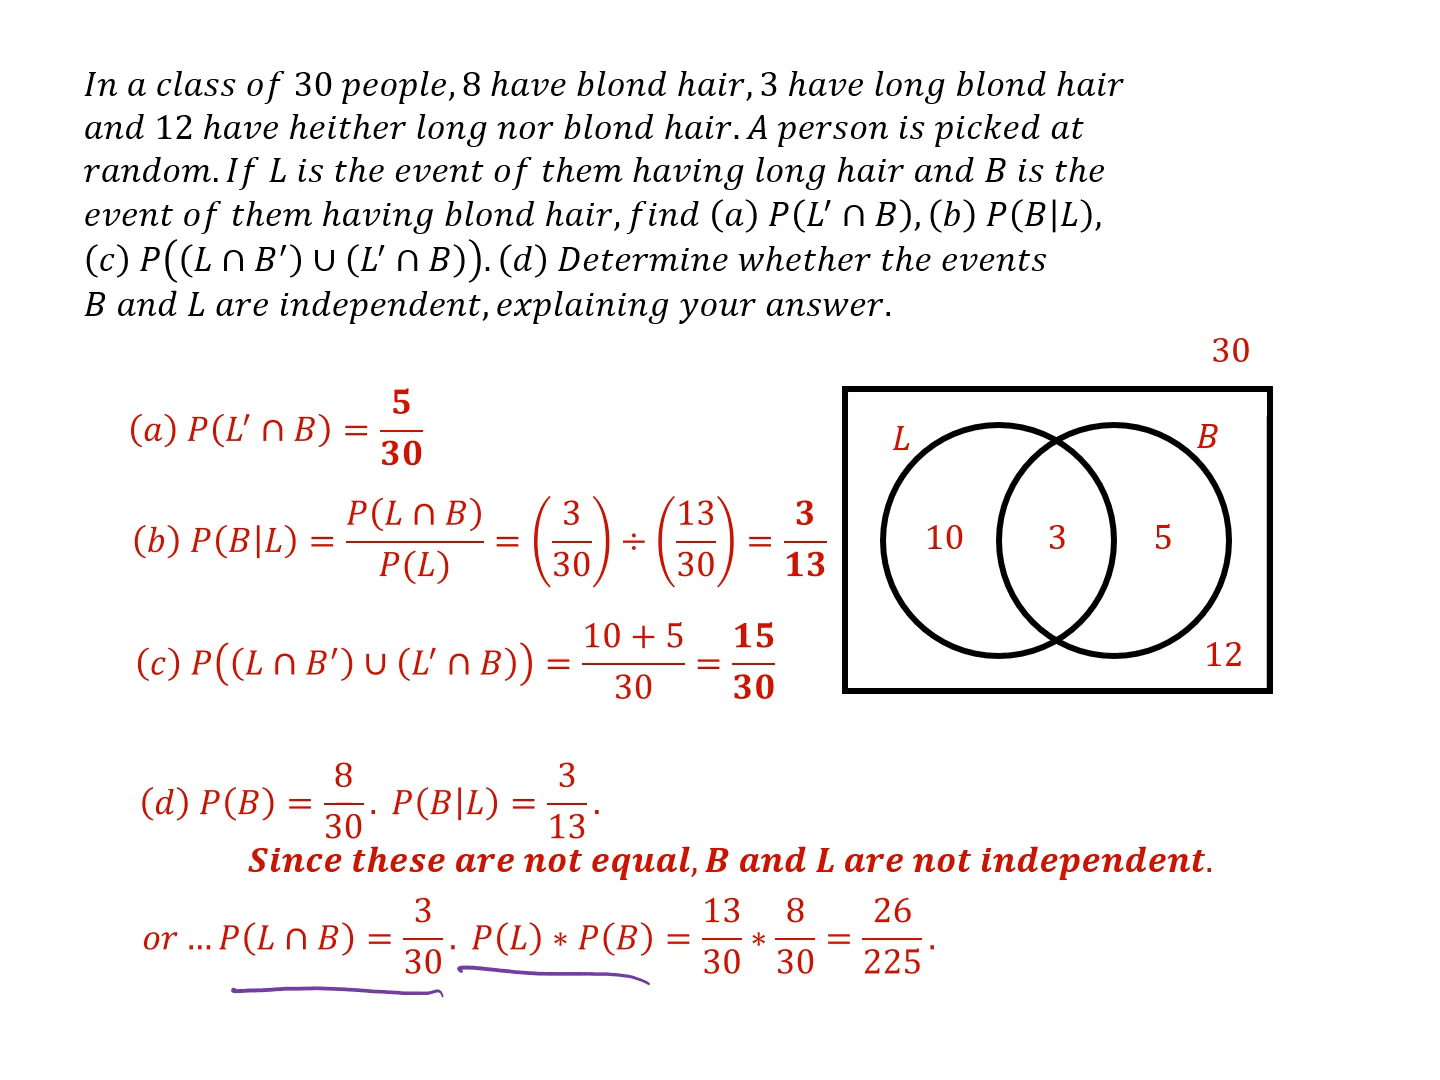 In a class of 30 people, 8 have blond hair, 3 have long blond hair
and 12 have heither long nor blond hair. A person is picked at
random. If L is the event of them having long hair and B is the
event of them having blond hair, find (a) P(L′ ∩ B), (b) P(B|L),
(c) P((L ∩ B′) ∪ (L′ ∩ B)). (d) Determine whether the events
B and L are independent, explaining your answer.
30
L
B
10
3
5
12
(a) P(L′ ∩ B) = 5/30
(b) P(B|L) = P(L ∩ B)/P(L) = (3/30) ÷ (13/30) = 3/13
(c) P((L ∩ B′) ∪ (L′ ∩ B)) = (10 + 5)/30 = 15/30
(d) P(B) = 8/30. P(B|L) = 3/13.
Since these are not equal, B and L are not independent.
or ... P(L ∩ B) = 3/30. P(L) * P(B) = 13/30 * 8/30 = 26/225.